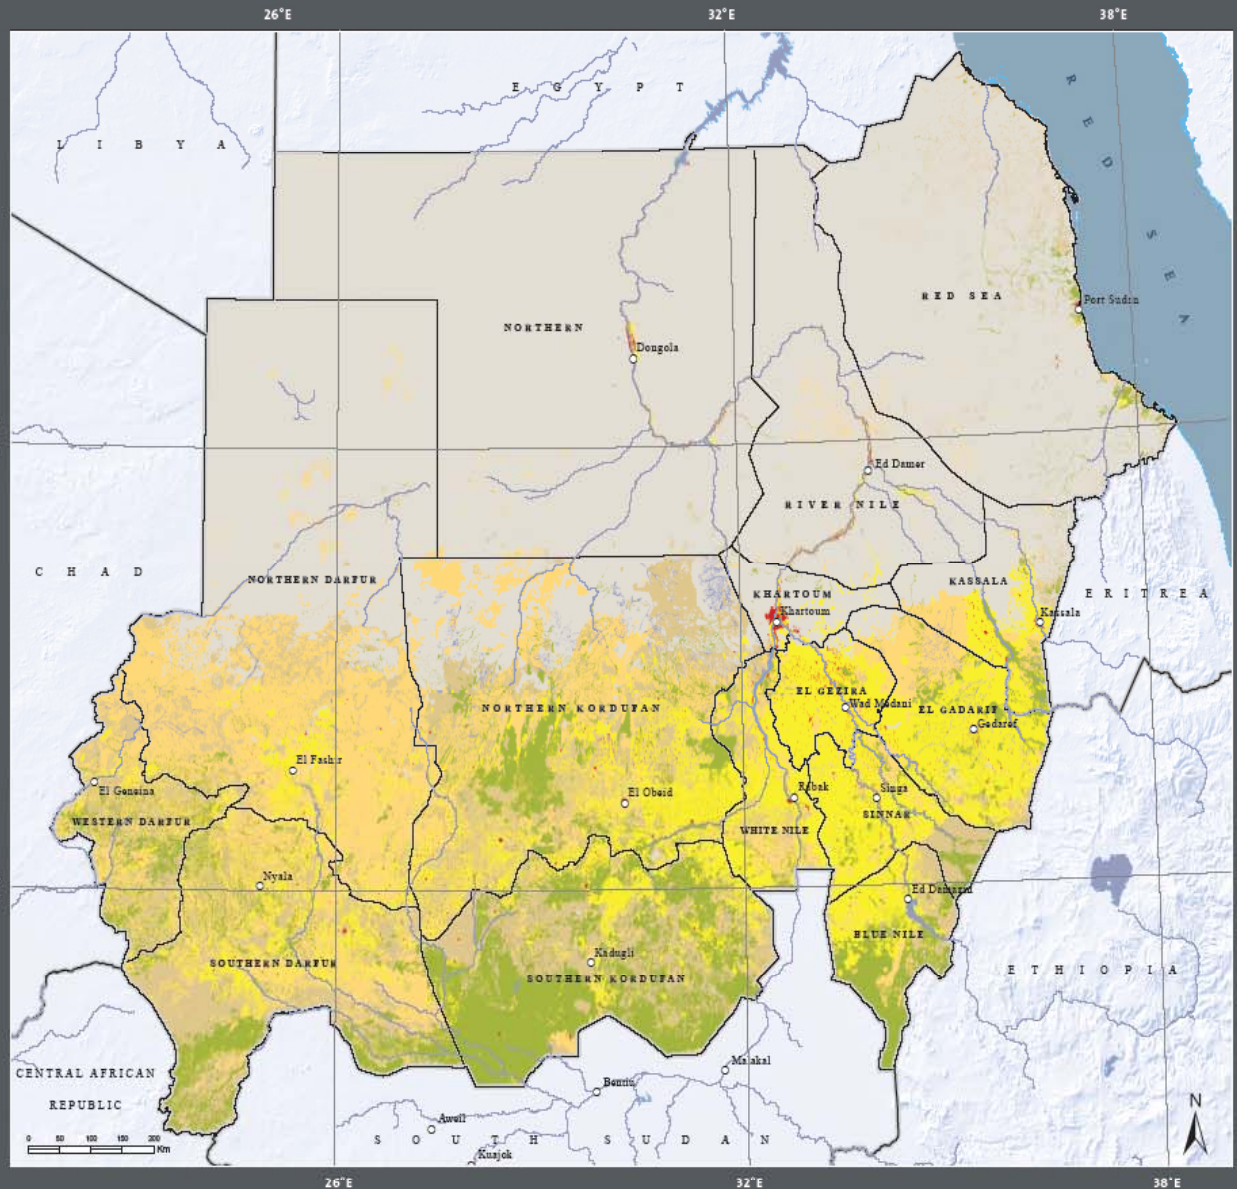 26°E 32°E 38°E
E G Y P T
L I B Y A
R E D S E A
RED SEA
Port Sudan
NORTHERN
Dongola
Ed Damer
RIVER NILE
C H A D
NORTHERN DARFUR
KASSALA
KHARTOUM
E R I T R E A
Khartoum
Kassala
EL GEZIRA
Wad Medani
NORTHERN KORDUFAN
EL GADARIF
Gedaref
El Fashir
El Geneina
El Obeid
Rabak
Singa
WESTERN DARFUR
SINNAR
WHITE NILE
Nyala
Ed Damazin
BLUE NILE
Kadugli
SOUTHERN DARFUR
SOUTHERN KORDUFAN
E T H I O P I A
Malakal
CENTRAL AFRICAN
REPUBLIC
Bentiu
N
Aweil
0 50 100 150 200
Km
S O U T H S U D A N
Kuajok
26°E 32°E 38°E